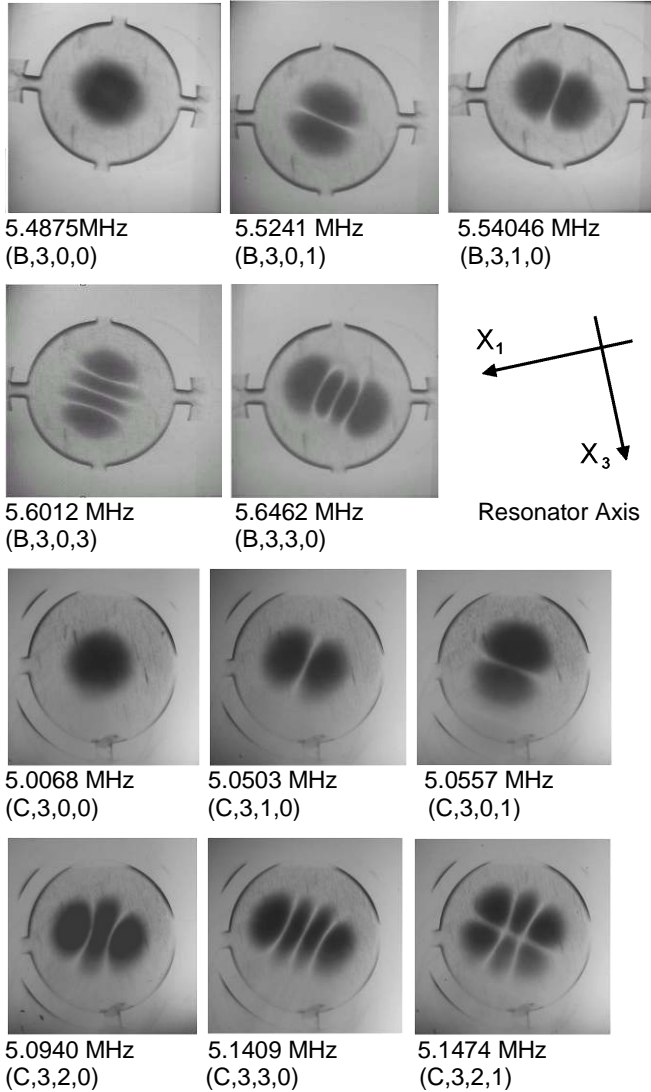 5.4875MHz
(B,3,0,0)
5.5241 MHz
(B,3,0,1)
5.54046 MHz
(B,3,1,0)
5.6012 MHz
(B,3,0,3)
5.6462 MHz
(B,3,3,0)
X1
X3
Resonator Axis
5.0068 MHz
(C,3,0,0)
5.0503 MHz
(C,3,1,0)
5.0557 MHz
(C,3,0,1)
5.0940 MHz
(C,3,2,0)
5.1409 MHz
(C,3,3,0)
5.1474 MHz
(C,3,2,1)